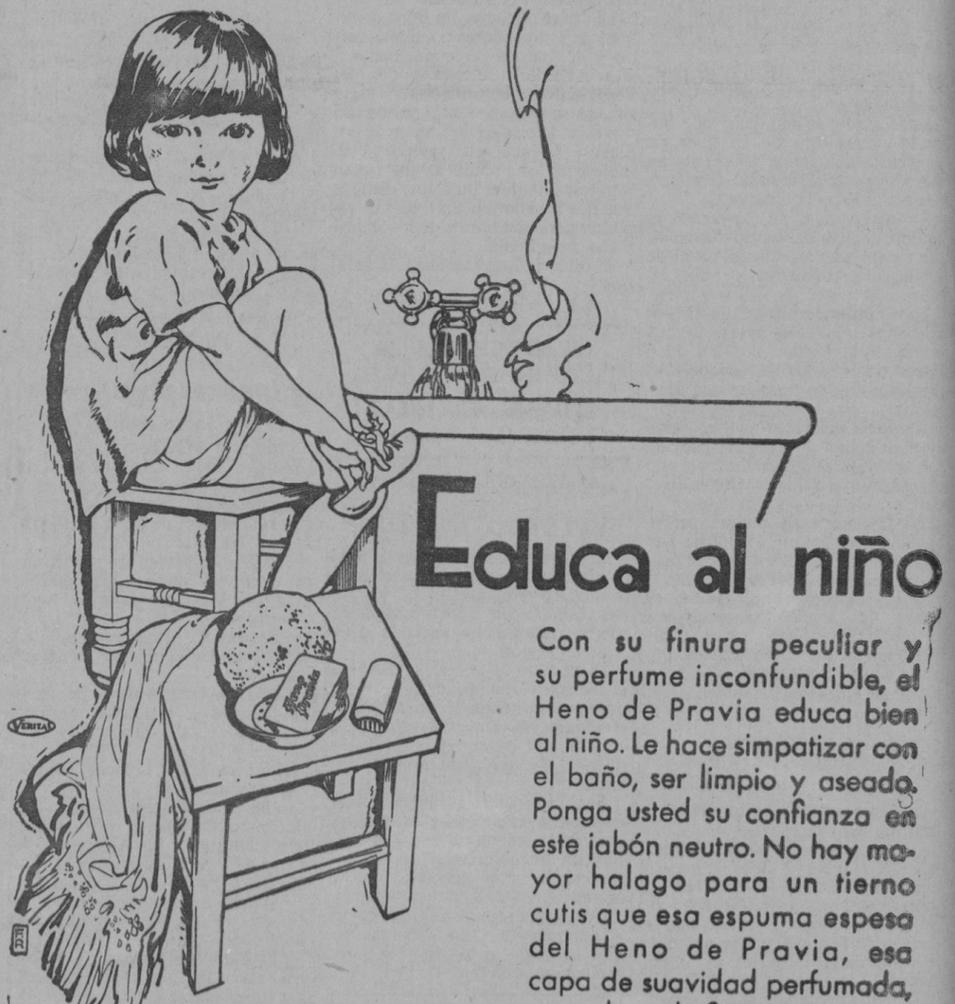 Educa al niño
Con su finura peculiar y
su perfume inconfundible, el
Heno de Pravia educa bien
al niño. Le hace simpatizar con
el baño, ser limpio y aseado.
Ponga usted su confianza en
este jabón neutro. No hay ma-
yor halago para un tierno
cutis que esa espuma espesa
del Heno de Pravia, esa
capa de suavidad perfumada,
VERITAS
Heno
Pravia